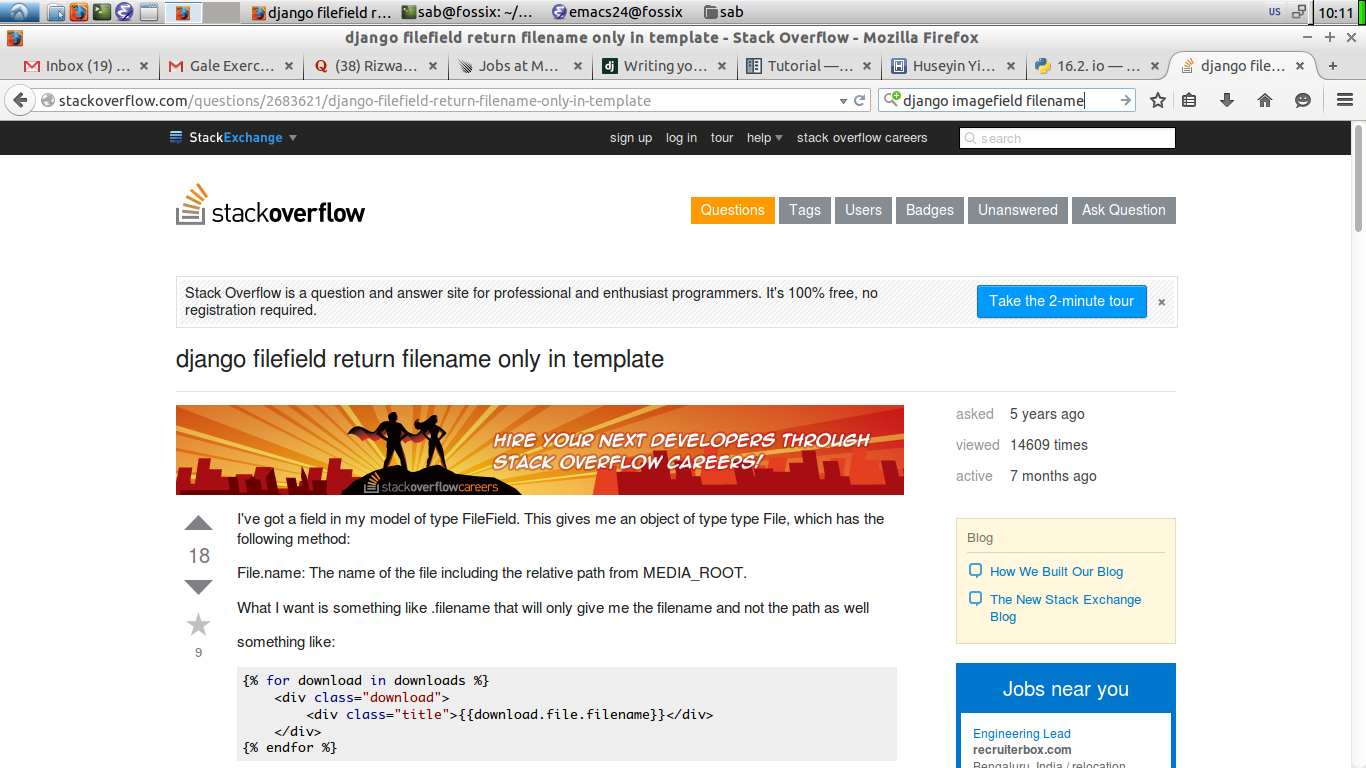 django filefield r...
sab@fossix: ~/...
emacs24@fossix
sab
US
10:11
django filefield return filename only in template - Stack Overflow - Mozilla Firefox
Inbox (19) ...
Gale Exerc...
(38) Rizwa...
Jobs at M...
dj
Writing yo...
Tutorial —...
Huseyin Yi...
16.2. io — ...
django file...
stackoverflow.com/questions/2683621/django-filefield-return-filename-only-in-template
django imagefield filename
StackExchange
sign up
log in
tour
help
stack overflow careers
search
stackoverflow
Questions
Tags
Users
Badges
Unanswered
Ask Question
Stack Overflow is a question and answer site for professional and enthusiast programmers. It's 100% free, no
registration required.
Take the 2-minute tour
×
django filefield return filename only in template
HIRE YOUR NEXT DEVELOPERS THROUGH
STACK OVERFLOW CAREERS!
stackoverflowcareers
asked 5 years ago
viewed 14609 times
active 7 months ago
18
9
I've got a field in my model of type FileField. This gives me an object of type type File, which has the
following method:
File.name: The name of the file including the relative path from MEDIA_ROOT.
What I want is something like .filename that will only give me the filename and not the path as well
something like:
{% for download in downloads %}
    <div class="download">
        <div class="title">{{download.file.filename}}</div>
    </div>
{% endfor %}
Blog
How We Built Our Blog
The New Stack Exchange
Blog
Jobs near you
Engineering Lead
recruiterbox.com
Bengaluru, India / relocation